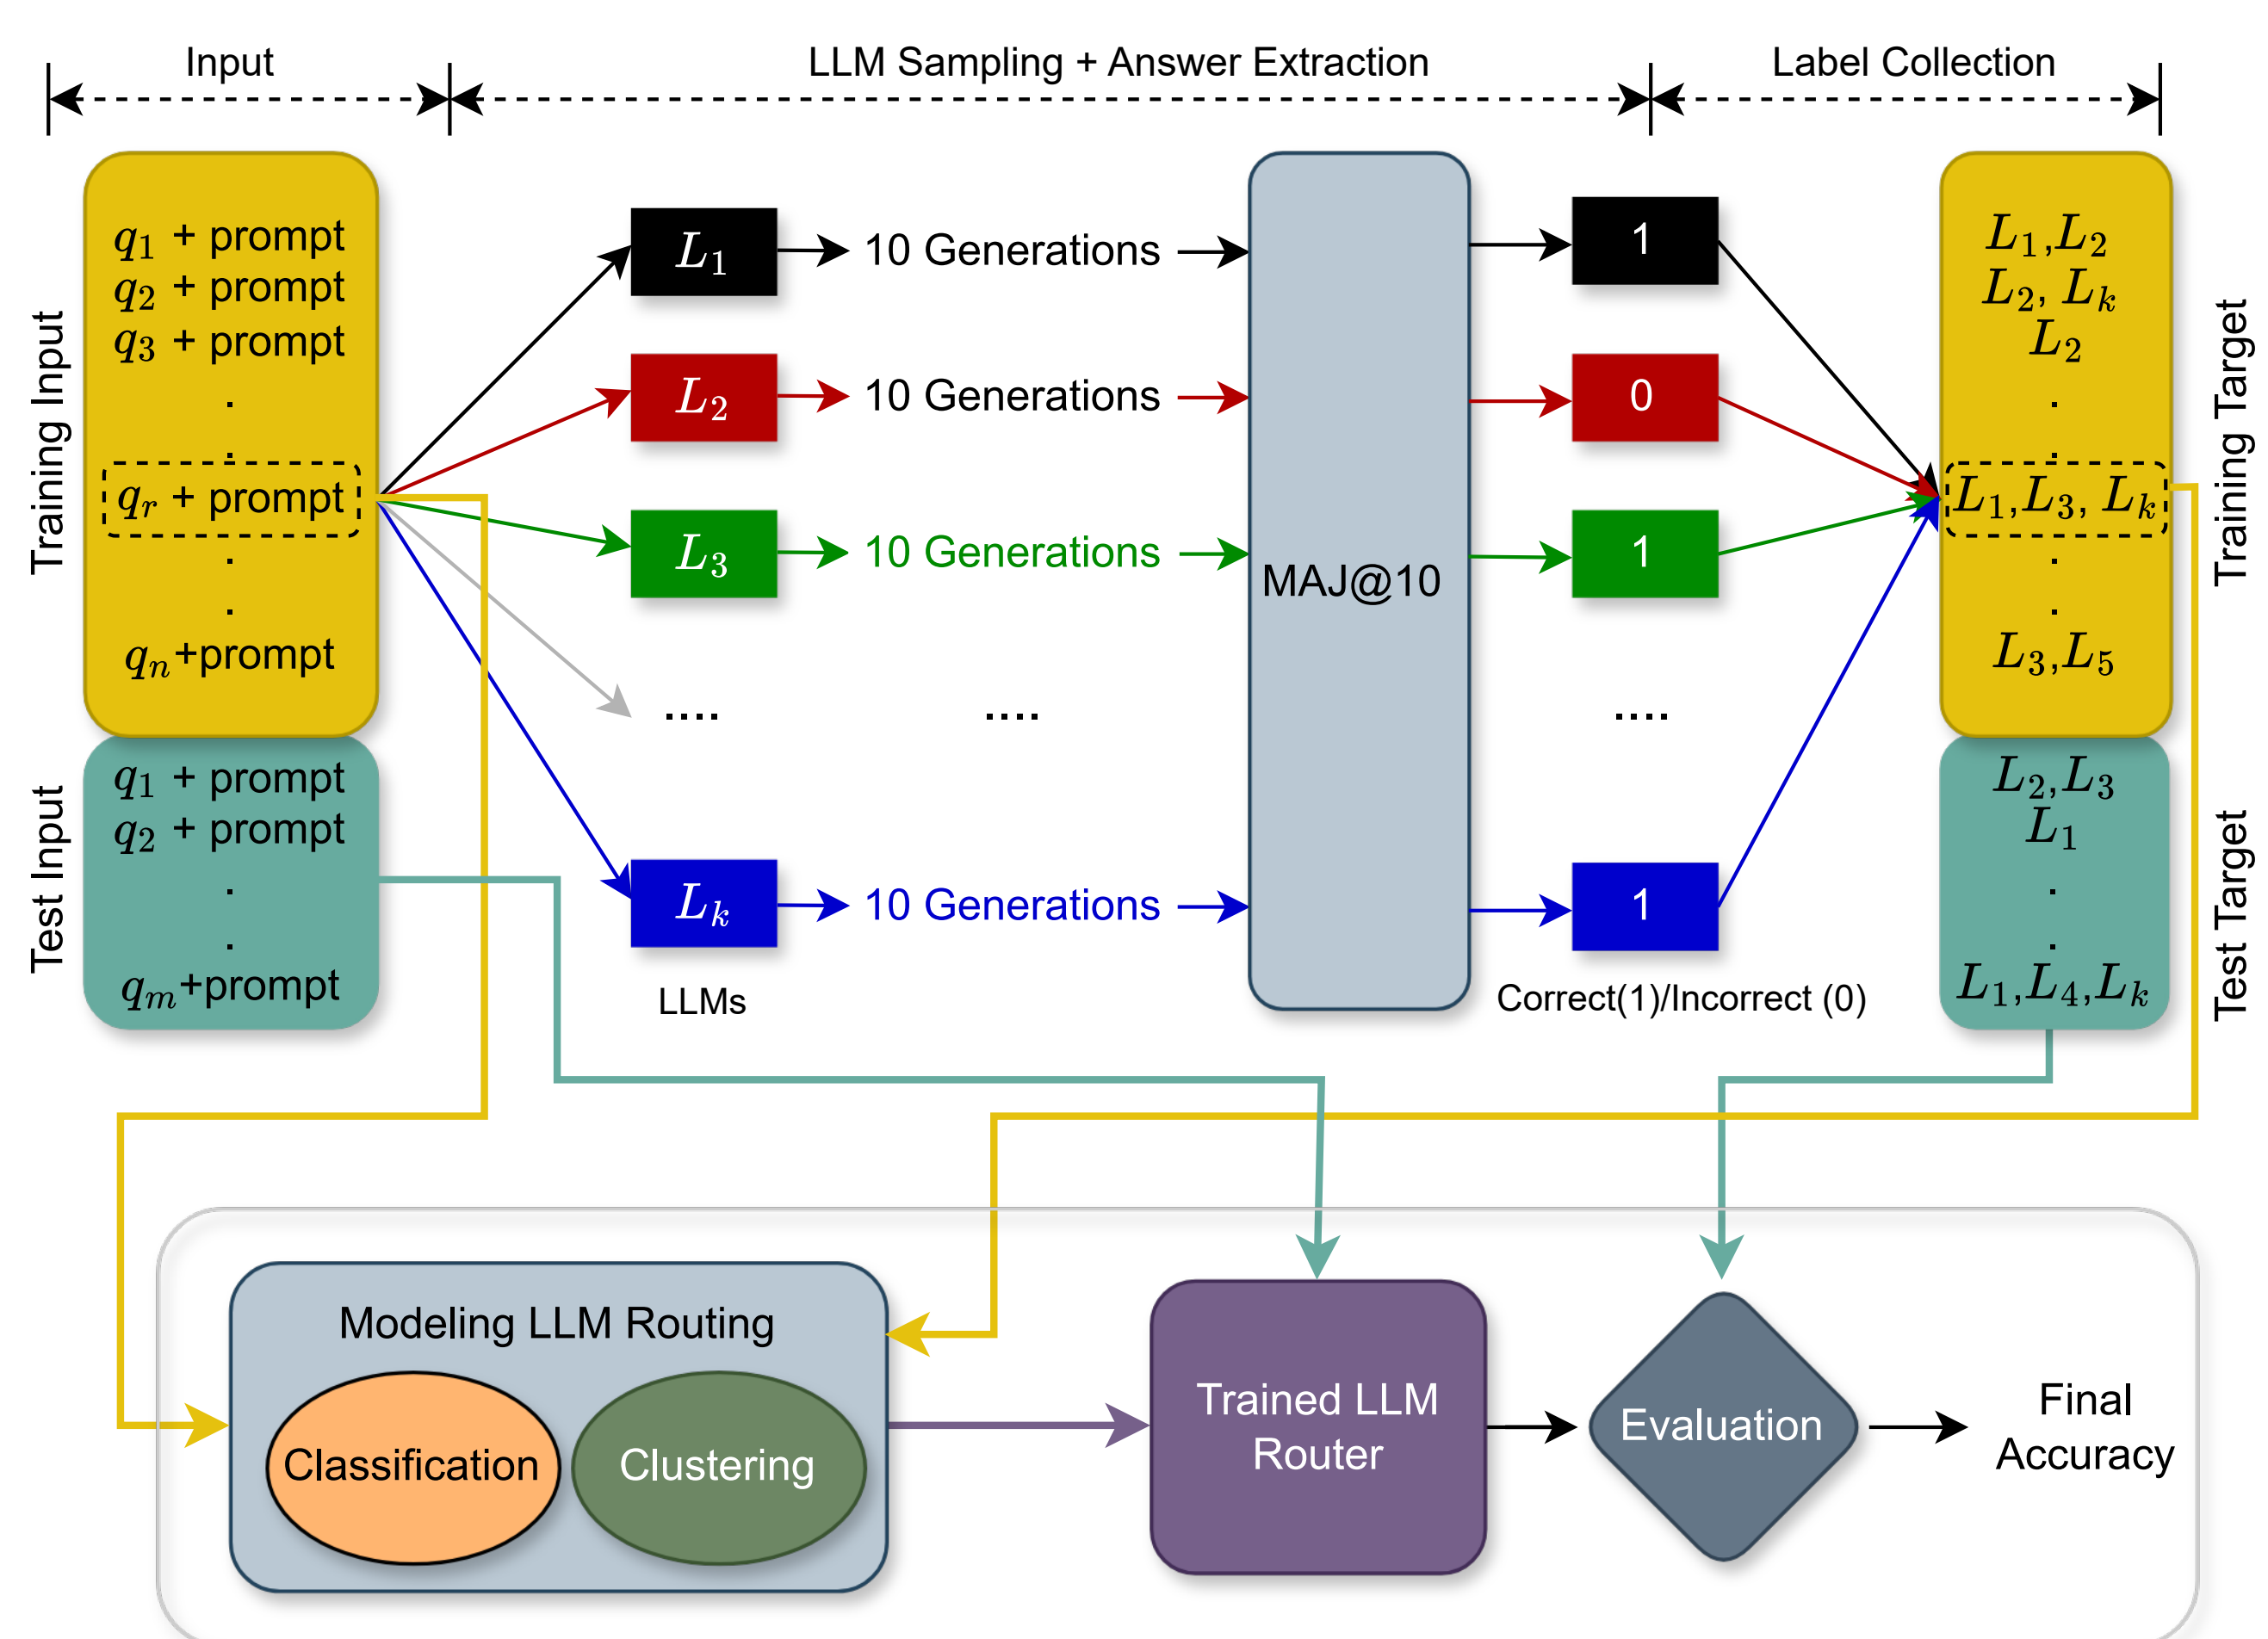 Input
LLM Sampling + Answer Extraction
Label Collection
Training Input
q₁ + prompt
q₂ + prompt
q₃ + prompt
.
.
qᵣ + prompt
.
.
qₙ+prompt
Test Input
q₁ + prompt
q₂ + prompt
.
.
qₘ+prompt
L₁
10 Generations
L₂
10 Generations
L₃
10 Generations
....
....
Lₖ
10 Generations
LLMs
MAJ@10
1
0
1
....
1
Correct(1)/Incorrect (0)
L₁,L₂
L₂, Lₖ
L₂
.
.
L₁,L₃, Lₖ
.
.
L₃,L₅
Training Target
L₂,L₃
L₁
.
.
L₁,L₄,Lₖ
Test Target
Modeling LLM Routing
Classification
Clustering
Trained LLM
Router
Evaluation
Final
Accuracy